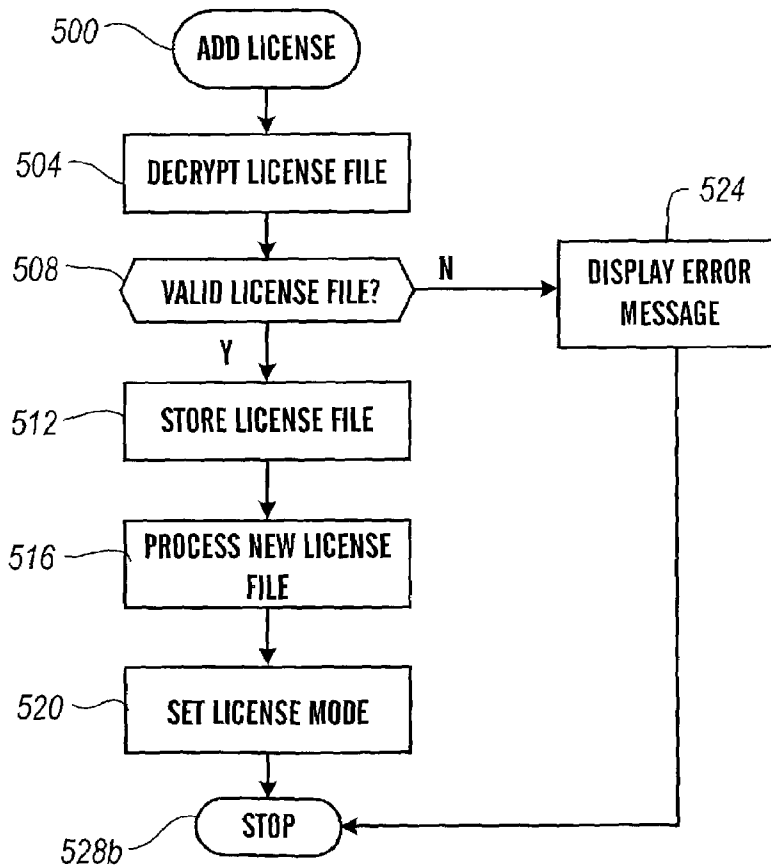 500
ADD LICENSE
504
DECRYPT LICENSE FILE
508
VALID LICENSE FILE?
N
524
DISPLAY ERROR
MESSAGE
Y
512
STORE LICENSE FILE
516
PROCESS NEW LICENSE
FILE
520
SET LICENSE MODE
528b
STOP